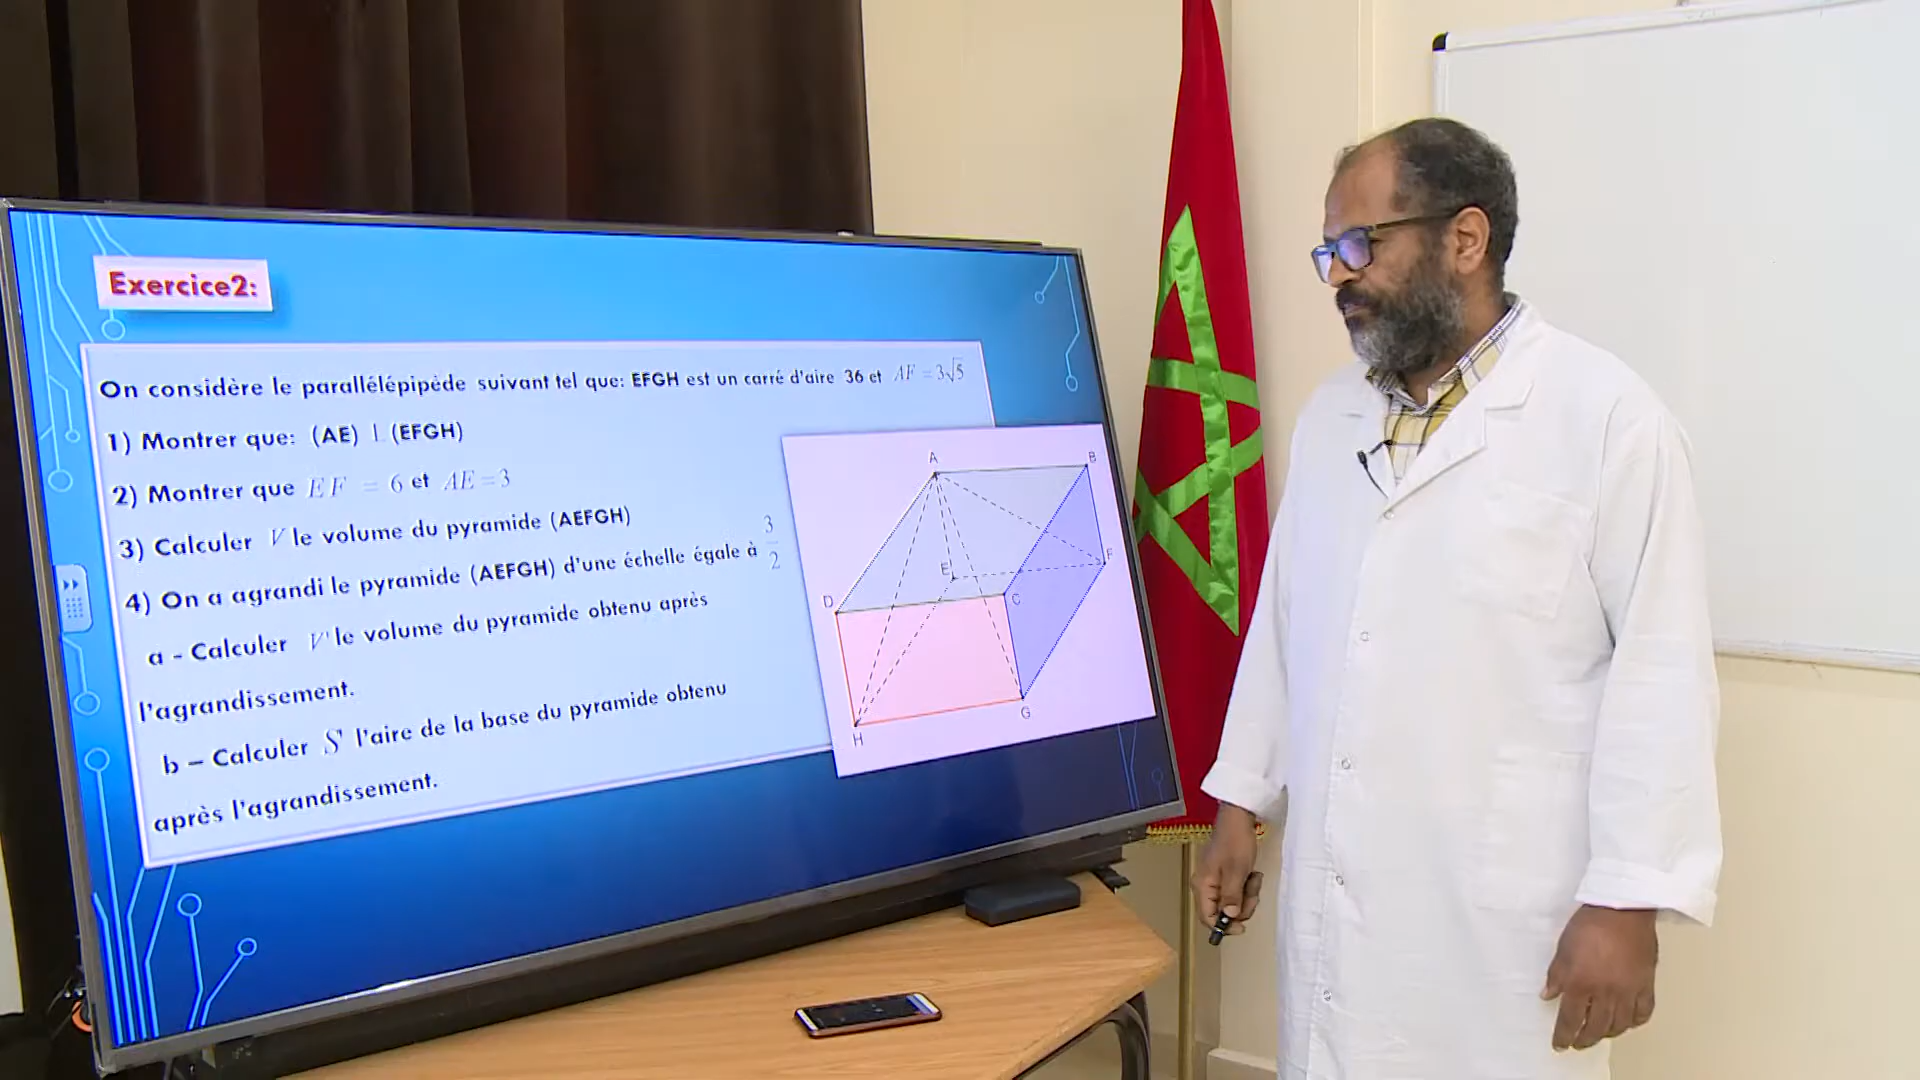 Exercice2:
On considère le parallélépipède suivant tel que: EFGH est un carré d'aire 36 et AF = 3√5
1) Montrer que: (AE) ⊥ (EFGH)
2) Montrer que EF = 6 et AE = 3
3) Calculer V le volume du pyramide (AEFGH)
4) On a agrandi le pyramide (AEFGH) d'une échelle égale à 3/2
a - Calculer V' le volume du pyramide obtenu après
l'agrandissement.
b – Calculer S' l'aire de la base du pyramide obtenu
après l'agrandissement.
A
B
E
F
D
C
G
H